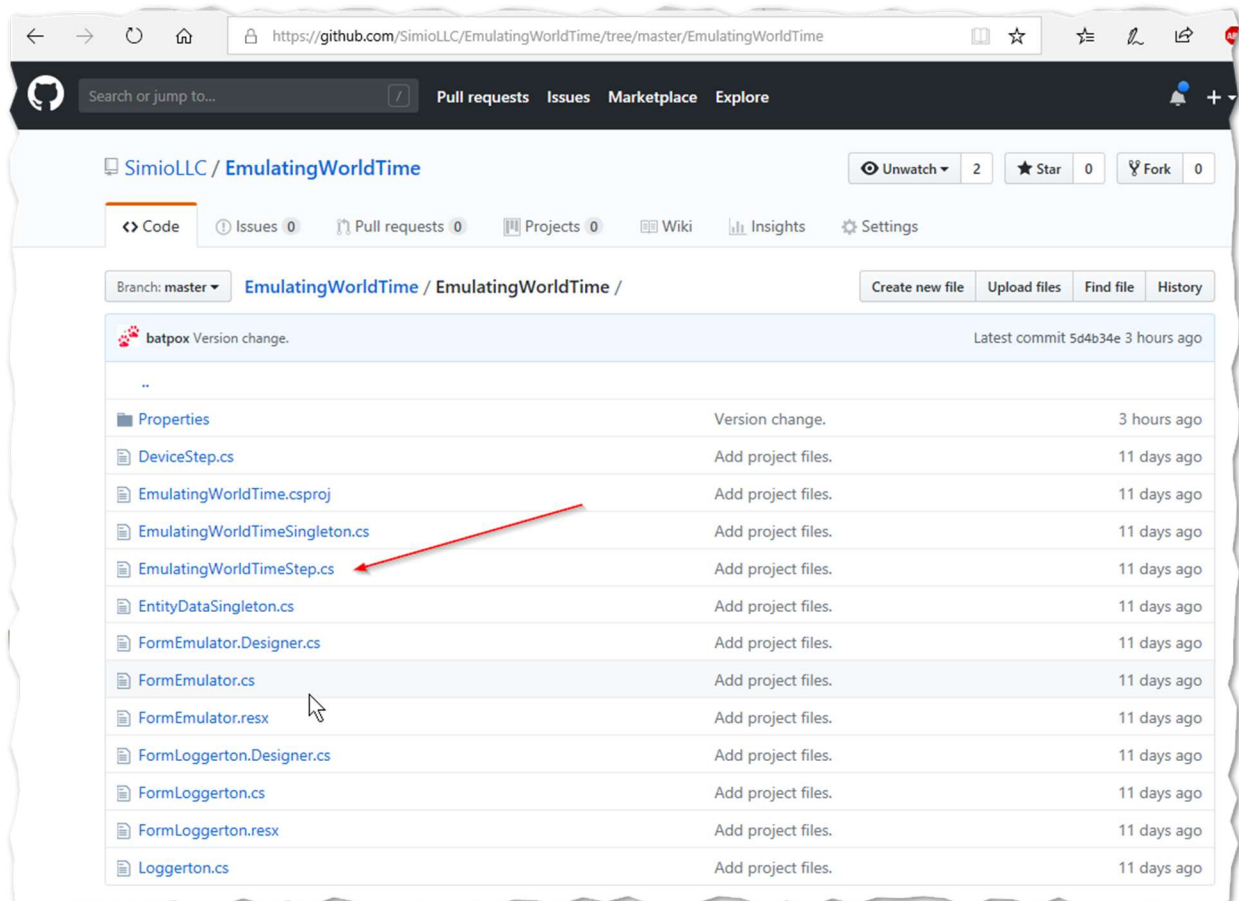 https://github.com/SimioLLC/EmulatingWorldTime/tree/master/EmulatingWorldTime
Search or jump to... / Pull requests Issues Marketplace Explore
SimioLLC / EmulatingWorldTime Unwatch 2 Star 0 Fork 0
Code Issues 0 Pull requests 0 Projects 0 Wiki Insights Settings
Branch: master EmulatingWorldTime / EmulatingWorldTime / Create new file Upload files Find file History
batpox Version change. Latest commit 5d4b34e 3 hours ago
..
Properties Version change. 3 hours ago
DeviceStep.cs Add project files. 11 days ago
EmulatingWorldTime.csproj Add project files. 11 days ago
EmulatingWorldTimeSingleton.cs Add project files. 11 days ago
EmulatingWorldTimeStep.cs Add project files. 11 days ago
EntityDataSingleton.cs Add project files. 11 days ago
FormEmulator.Designer.cs Add project files. 11 days ago
FormEmulator.cs Add project files. 11 days ago
FormEmulator.resx Add project files. 11 days ago
FormLoggerton.Designer.cs Add project files. 11 days ago
FormLoggerton.cs Add project files. 11 days ago
FormLoggerton.resx Add project files. 11 days ago
Loggerton.cs Add project files. 11 days ago